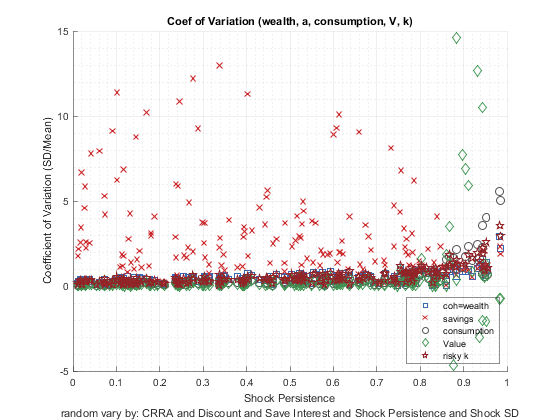 Coef of Variation (wealth, a, consumption, V, k)
Coefficient of Variation (SD/Mean)
15
10
5
0
-5
coh=wealth
savings
consumption
Value
risky k
0 0.1 0.2 0.3 0.4 0.5 0.6 0.7 0.8 0.9 1
Shock Persistence
random vary by: CRRA and Discount and Save Interest and Shock Persistence and Shock SD